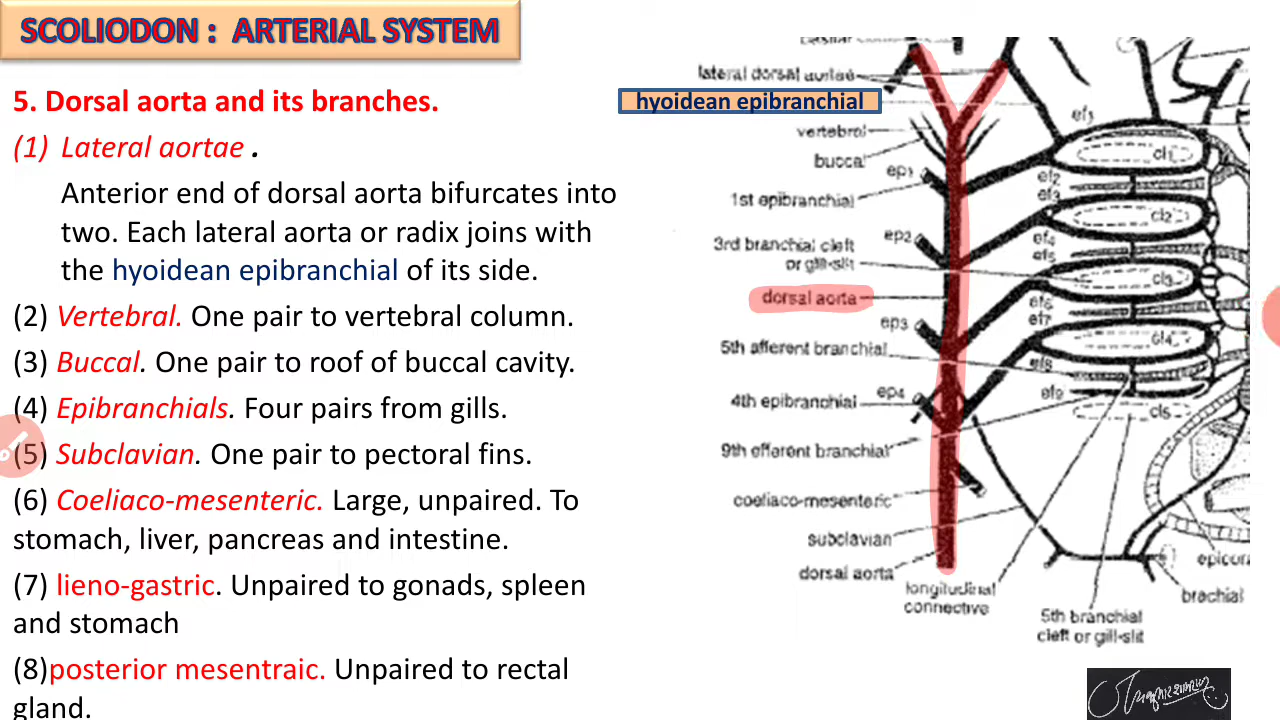 SCOLIODON : ARTERIAL SYSTEM
5. Dorsal aorta and its branches.
(1) Lateral aortae .
Anterior end of dorsal aorta bifurcates into
two. Each lateral aorta or radix joins with
the hyoidean epibranchial of its side.
(2) Vertebral. One pair to vertebral column.
(3) Buccal. One pair to roof of buccal cavity.
(4) Epibranchials. Four pairs from gills.
(5) Subclavian. One pair to pectoral fins.
(6) Coeliaco-mesenteric. Large, unpaired. To
stomach, liver, pancreas and intestine.
(7) lieno-gastric. Unpaired to gonads, spleen
and stomach
(8)posterior mesentraic. Unpaired to rectal
gland.
lateral dorsal aortae
hyoidean epibranchial
vertebral
buccal
ep1
1st epibranchial
ep2
3rd branchial cleft
or gill-slit
dorsal aorta
ep3
5th afferent branchial
ep4
4th epibranchial
9th efferent branchial
coeliaco-mesenteric
subclavian
dorsal aorta
longitudinal
connective
5th branchial
cleft or gill-slit
brachial
ef1
cl1
ef2
ef3
cl2
ef4
ef5
cl3
ef6
ef7
cl4
ef8
ef9
cl5